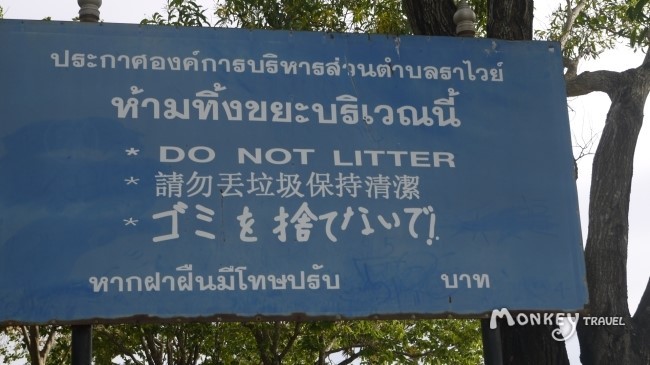 ประกาศองค์การบริหารส่วนตำบลราไวย์
ห้ามทิ้งขยะบริเวณนี้
* DO NOT LITTER
* 請勿丟垃圾保持清潔
* ゴミを捨てないで!!
หากฝ่าฝืนมีโทษปรับ บาท
MONKEY TRAVEL